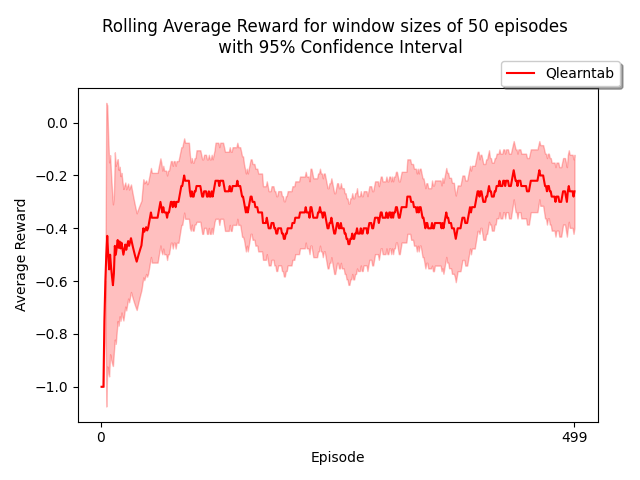 Rolling Average Reward for window sizes of 50 episodes
with 95% Confidence Interval
Qlearntab
0.0
−0.2
−0.4
−0.6
−0.8
−1.0
Average Reward
0
499
Episode